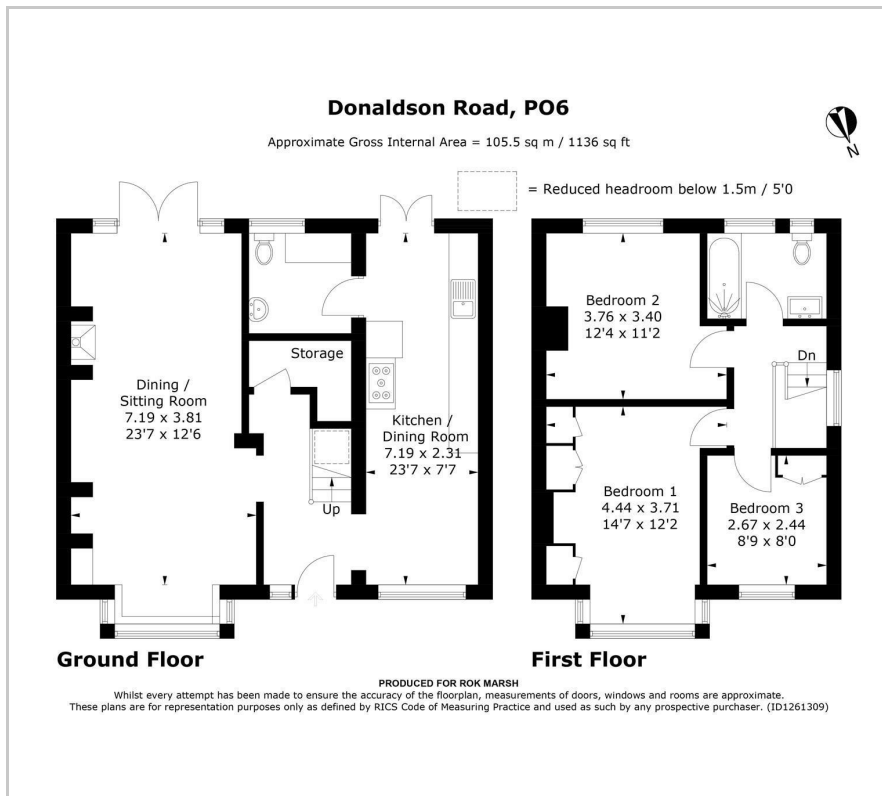 Donaldson Road, PO6
Approximate Gross Internal Area = 105.5 sq m / 1136 sq ft
N
= Reduced headroom below 1.5m / 5'0
Storage
Dining /
Sitting Room
7.19 x 3.81
23'7 x 12'6
Kitchen /
Dining Room
7.19 x 2.31
23'7 x 7'7
Up
Bedroom 2
3.76 x 3.40
12'4 x 11'2
Dn
Bedroom 1
4.44 x 3.71
14'7 x 12'2
Bedroom 3
2.67 x 2.44
8'9 x 8'0
Ground Floor
First Floor
PRODUCED FOR ROK MARSH
Whilst every attempt has been made to ensure the accuracy of the floorplan, measurements of doors, windows and rooms are approximate.
These plans are for representation purposes only as defined by RICS Code of Measuring Practice and used as such by any prospective purchaser. (ID1261309)